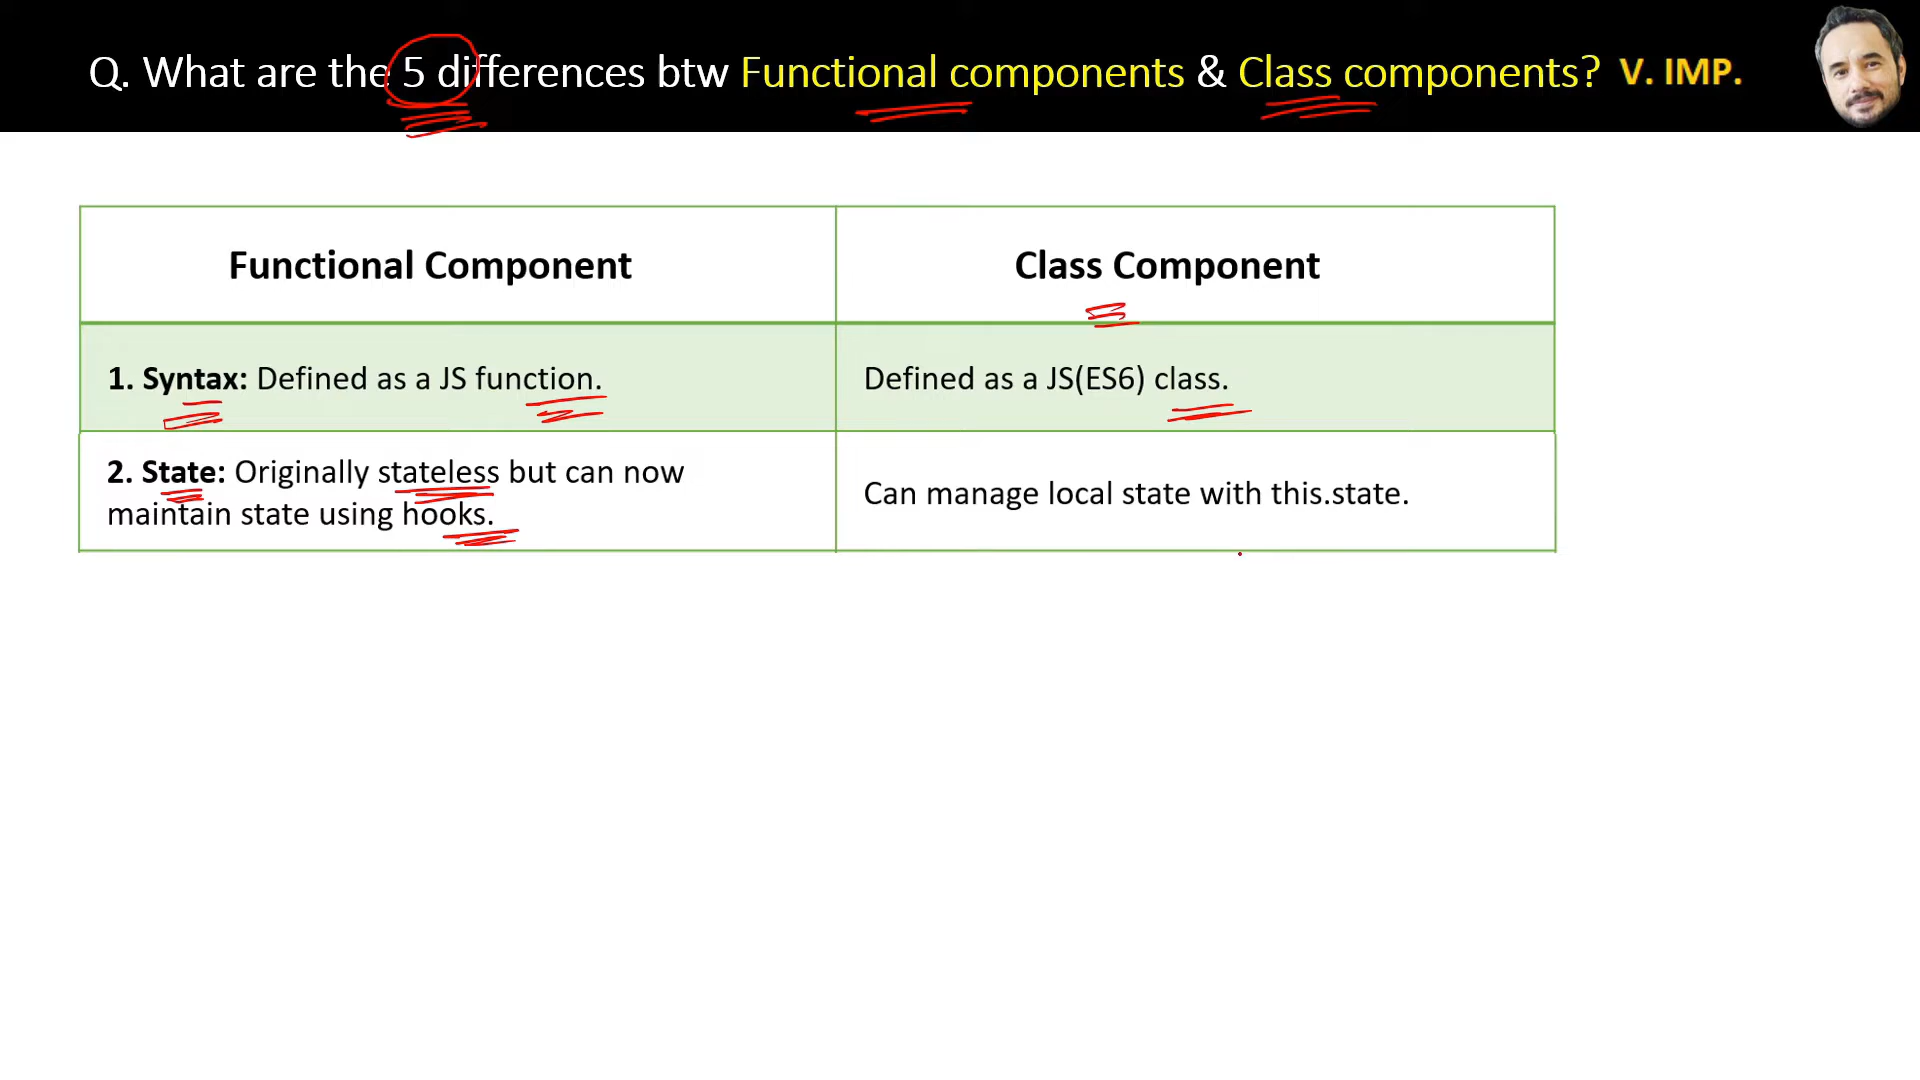 Q. What are the 5 differences btw Functional components & Class components? V. IMP.
Functional Component
Class Component
1. Syntax: Defined as a JS function.
Defined as a JS(ES6) class.
2. State: Originally stateless but can now
maintain state using hooks.
Can manage local state with this.state.